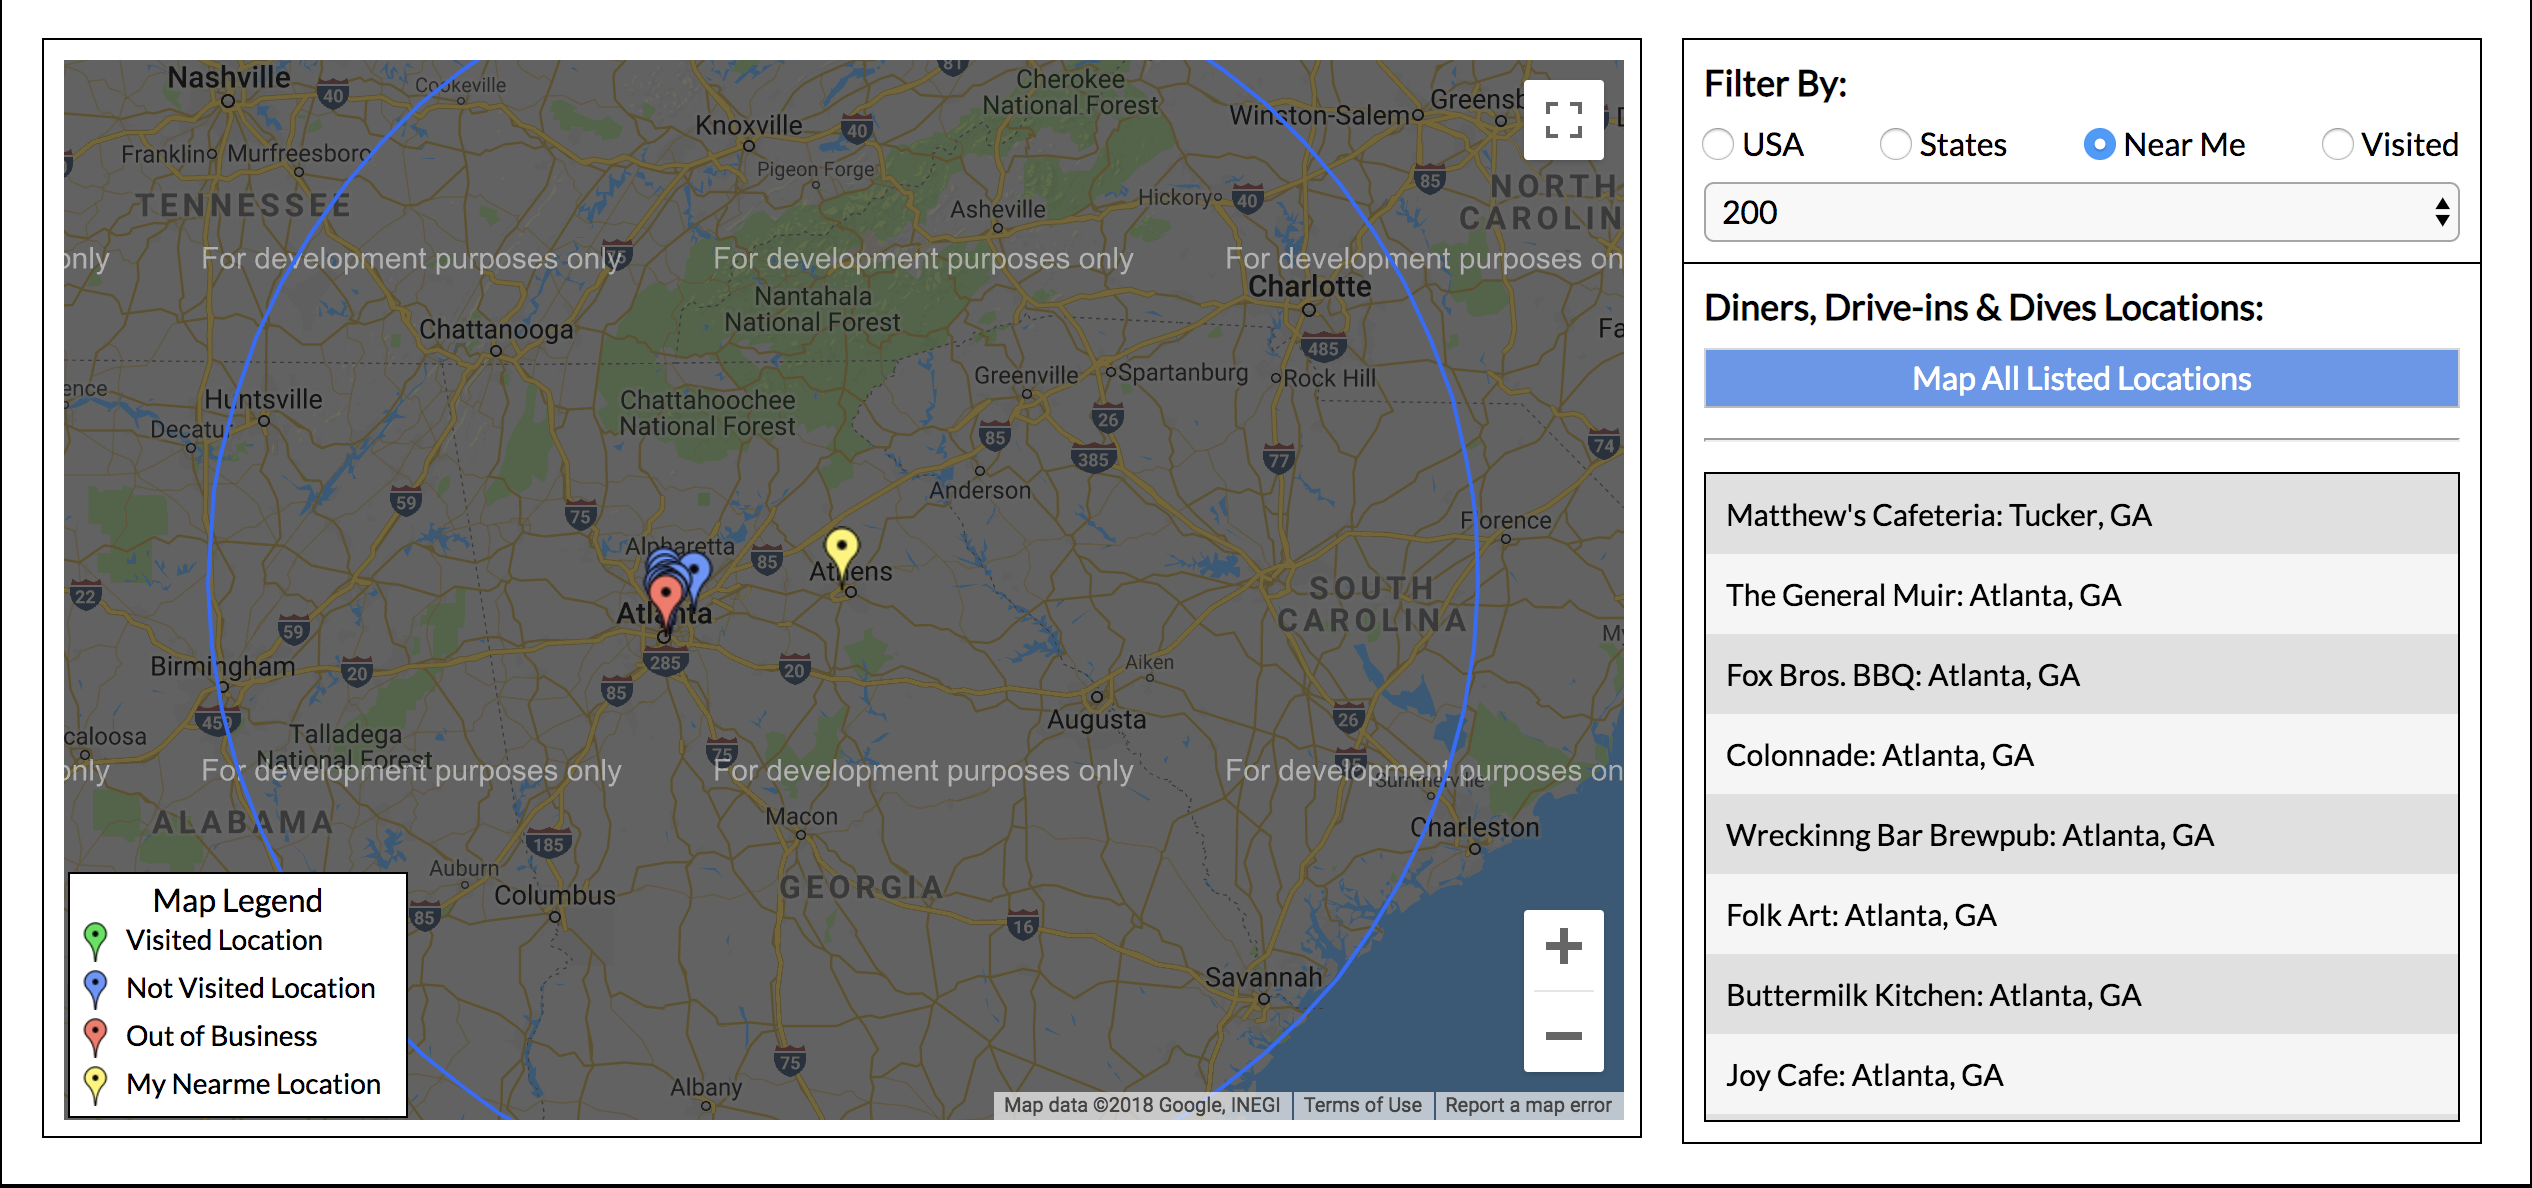 Nashville
40
Cookeville
81
Cherokee
National Forest
Greensb
Winston-Salem
Knoxville
40
Franklin
Murfreesboro
Pigeon Forge
TENNESSEE
Asheville
Hickory
40
85
NORTH
CAROLIN
only
For development purposes only
75
For development purposes only
For development purposes on
Charlotte
Nantahala
National Forest
Chattanooga
485
Fa
ence
Huntsville
Greenville
Spartanburg
Rock Hill
Chattahoochee
National Forest
Decatur
26
85
385
77
74
59
75
Anderson
Florence
Alpharetta
85
Athens
22
Atlanta
SOUTH
CAROLINA
59
My
Birmingham
20
285
20
Aiken
85
459
Augusta
26
Talladega
National Forest
caloosa
75
95
only
For development purposes only
For development purposes only
For development purposes on
Summerville
ALABAMA
Macon
Charleston
185
Auburn
Columbus
GEORGIA
85
16
Savannah
75
Albany
Map Legend
Visited Location
Not Visited Location
Out of Business
My Nearme Location
Map data ©2018 Google, INEGI
Terms of Use
Report a map error
Filter By:
USA States Near Me Visited
200
Diners, Drive-ins & Dives Locations:
Map All Listed Locations
Matthew's Cafeteria: Tucker, GA
The General Muir: Atlanta, GA
Fox Bros. BBQ: Atlanta, GA
Colonnade: Atlanta, GA
Wreckinng Bar Brewpub: Atlanta, GA
Folk Art: Atlanta, GA
Buttermilk Kitchen: Atlanta, GA
Joy Cafe: Atlanta, GA